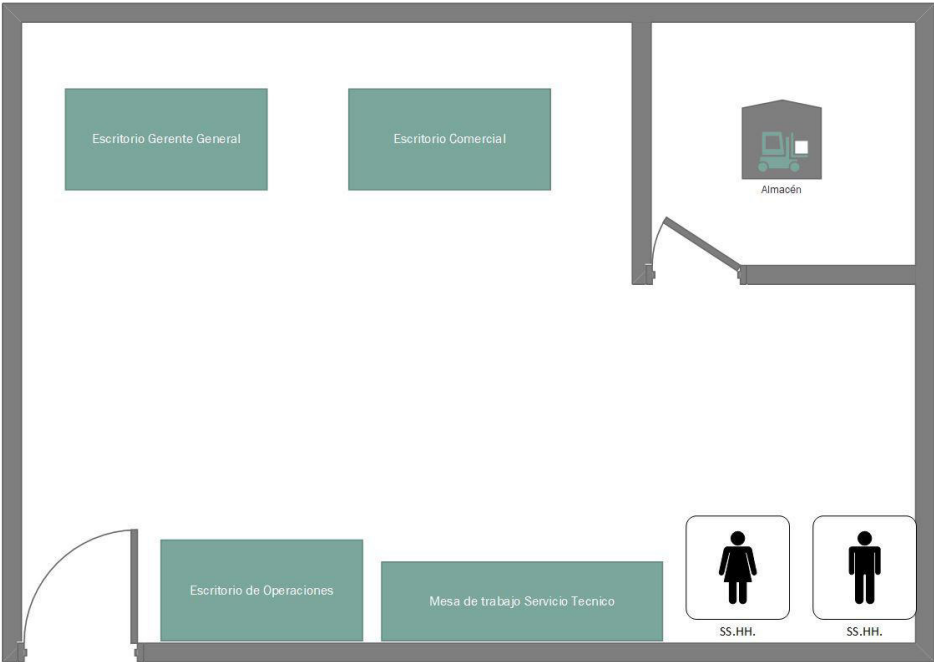 Escritorio Gerente General
Escritorio Comercial
Almacén
Escritorio de Operaciones
Mesa de trabajo Servicio Tecnico
SS.HH.
SS.HH.